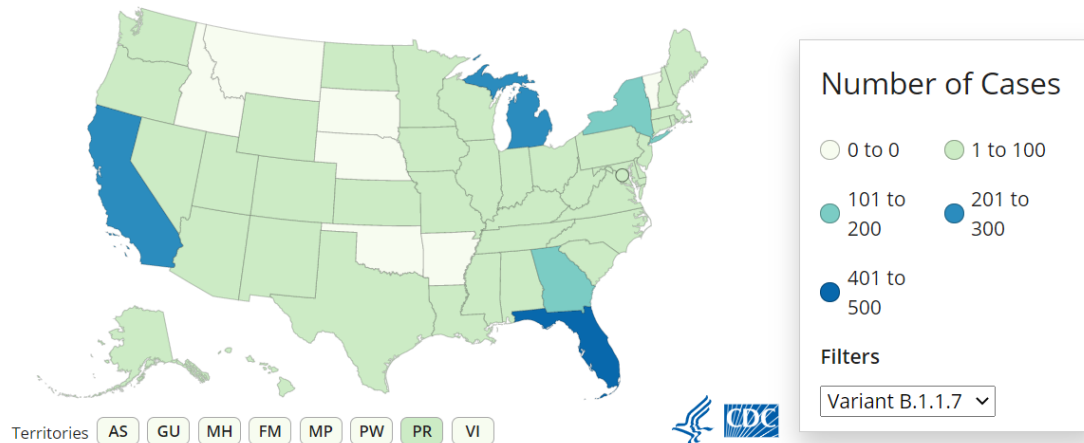 Number of Cases
0 to 0
1 to 100
101 to
200
201 to
300
401 to
500
Filters
Variant B.1.1.7
Territories AS GU MH FM MP PW PR VI
CDC